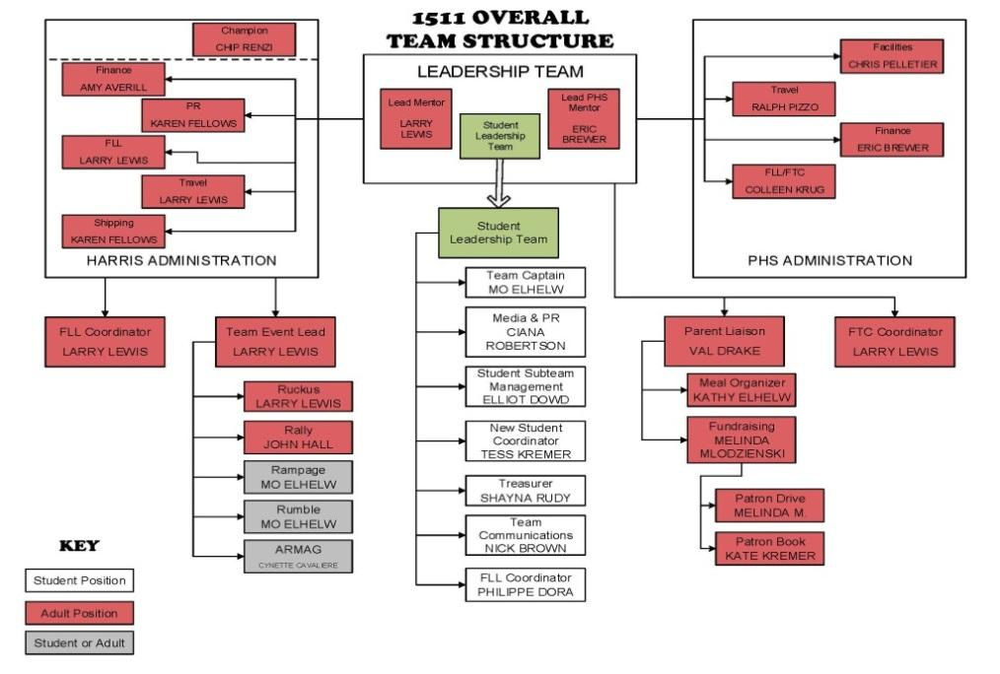 1511 OVERALL
TEAM STRUCTURE
Champion
CHIP RENZI
Finance
AMY AVERILL
PR
KAREN FELLOWS
FLL
LARRY LEWIS
Travel
LARRY LEWIS
Shipping
KAREN FELLOWS
HARRIS ADMINISTRATION
LEADERSHIP TEAM
Lead Mentor
LARRY
LEWIS
Student
Leadership
Team
Lead PHS
Mentor
ERIC
BREWER
Facilities
CHRIS PELLETIER
Travel
RALPH PIZZO
Finance
ERIC BREWER
FLL/FTC
COLLEEN KRUG
PHS ADMINISTRATION
FLL Coordinator
LARRY LEWIS
Team Event Lead
LARRY LEWIS
Ruckus
LARRY LEWIS
Rally
JOHN HALL
Rampage
MO ELHELW
Rumble
MO ELHELW
ARMAG
CYNETTE CAVALIERE
Student
Leadership Team
Team Captain
MO ELHELW
Media & PR
CIANA
ROBERTSON
Student Subteam
Management
ELLIOT DOWD
New Student
Coordinator
TESS KREMER
Treasurer
SHAYNA RUDY
Team
Communications
NICK BROWN
FLL Coordinator
PHILIPPE DORA
Parent Liaison
VAL DRAKE
Meal Organizer
KATHY ELHELW
Fundraising
MELINDA
MLODZIENSKI
Patron Drive
MELINDA M.
Patron Book
KATE KREMER
FTC Coordinator
LARRY LEWIS
KEY
Student Position
Adult Position
Student or Adult